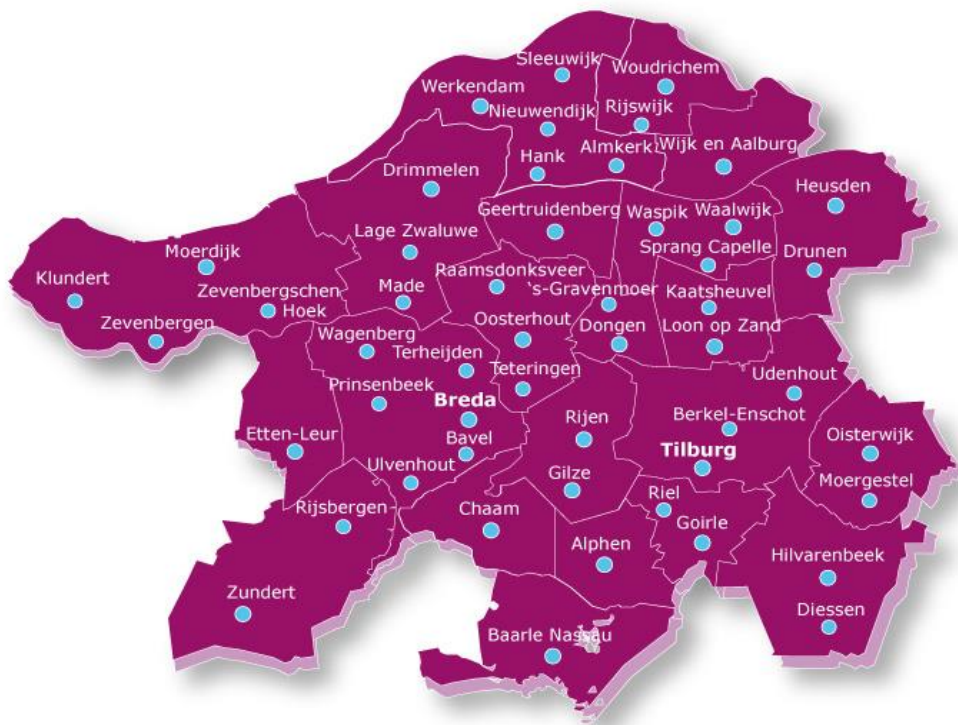 Sleeuwijk
Woudrichem
Werkendam
Nieuwendijk
Rijswijk
Hank
Almkerk
Wijk en Aalburg
Drimmelen
Heusden
Geertruidenberg
Waspik
Waalwijk
Lage Zwaluwe
Sprang Capelle
Drunen
Moerdijk
Klundert
Raamsdonksveer
Zevenbergschen
Hoek
Made
's-Gravenmoer
Kaatsheuvel
Zevenbergen
Oosterhout
Dongen
Loon op Zand
Wagenberg
Terheijden
Teteringen
Udenhout
Prinsenbeek
Breda
Rijen
Berkel-Enschot
Etten-Leur
Bavel
Tilburg
Oisterwijk
Ulvenhout
Gilze
Moergestel
Rijsbergen
Chaam
Riel
Goirle
Alphen
Hilvarenbeek
Zundert
Diessen
Baarle Nassau